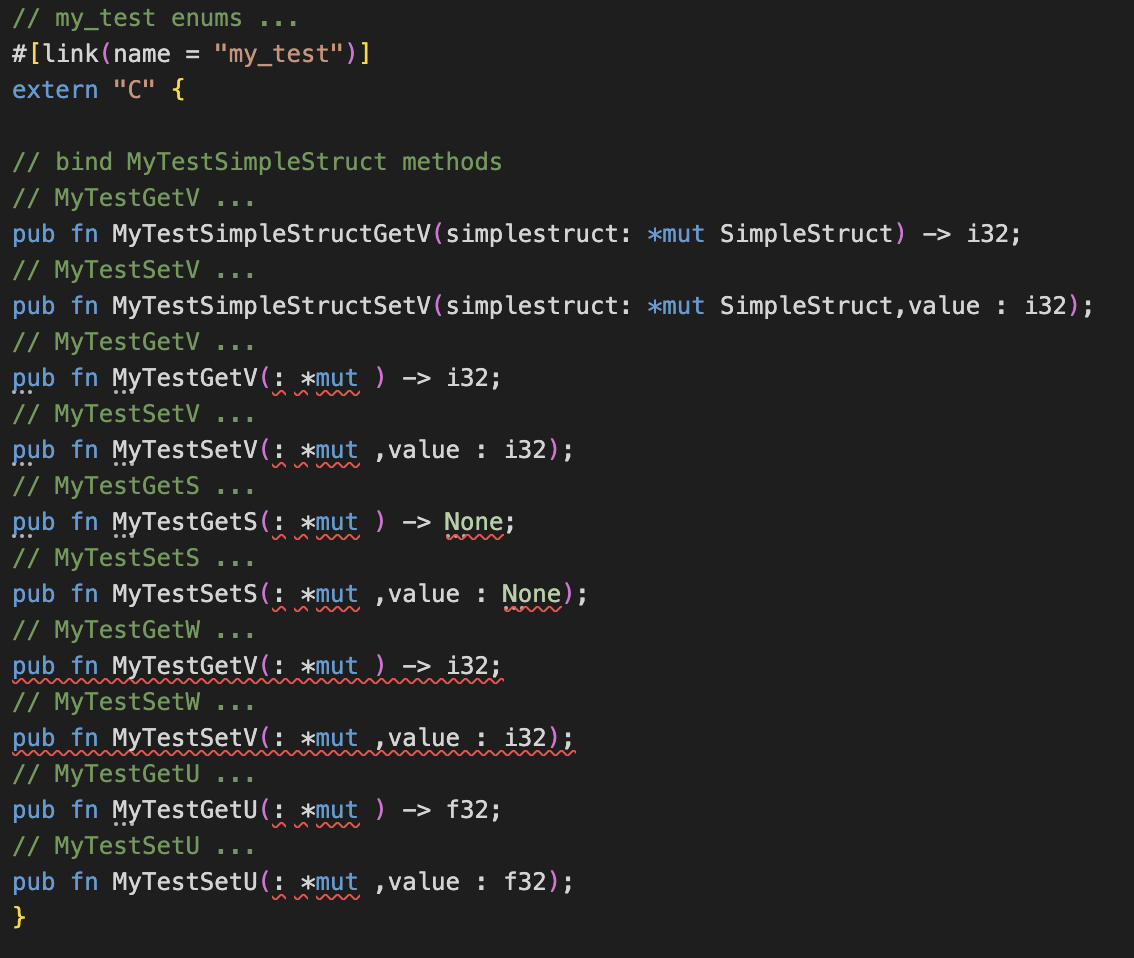 // my_test enums ...
#[link(name = "my_test")]
extern "C" {
// bind MyTestSimpleStruct methods
// MyTestGetV ...
pub fn MyTestSimpleStructGetV(simplestruct: *mut SimpleStruct) -> i32;
// MyTestSetV ...
pub fn MyTestSimpleStructSetV(simplestruct: *mut SimpleStruct,value : i32);
// MyTestGetV ...
pub fn MyTestGetV(: *mut ) -> i32;
// MyTestSetV ...
pub fn MyTestSetV(: *mut ,value : i32);
// MyTestGetS ...
pub fn MyTestGetS(: *mut ) -> None;
// MyTestSetS ...
pub fn MyTestSetS(: *mut ,value : None);
// MyTestGetW ...
pub fn MyTestGetV(: *mut ) -> i32;
// MyTestSetW ...
pub fn MyTestSetV(: *mut ,value : i32);
// MyTestGetU ...
pub fn MyTestGetU(: *mut ) -> f32;
// MyTestSetU ...
pub fn MyTestSetU(: *mut ,value : f32);
}